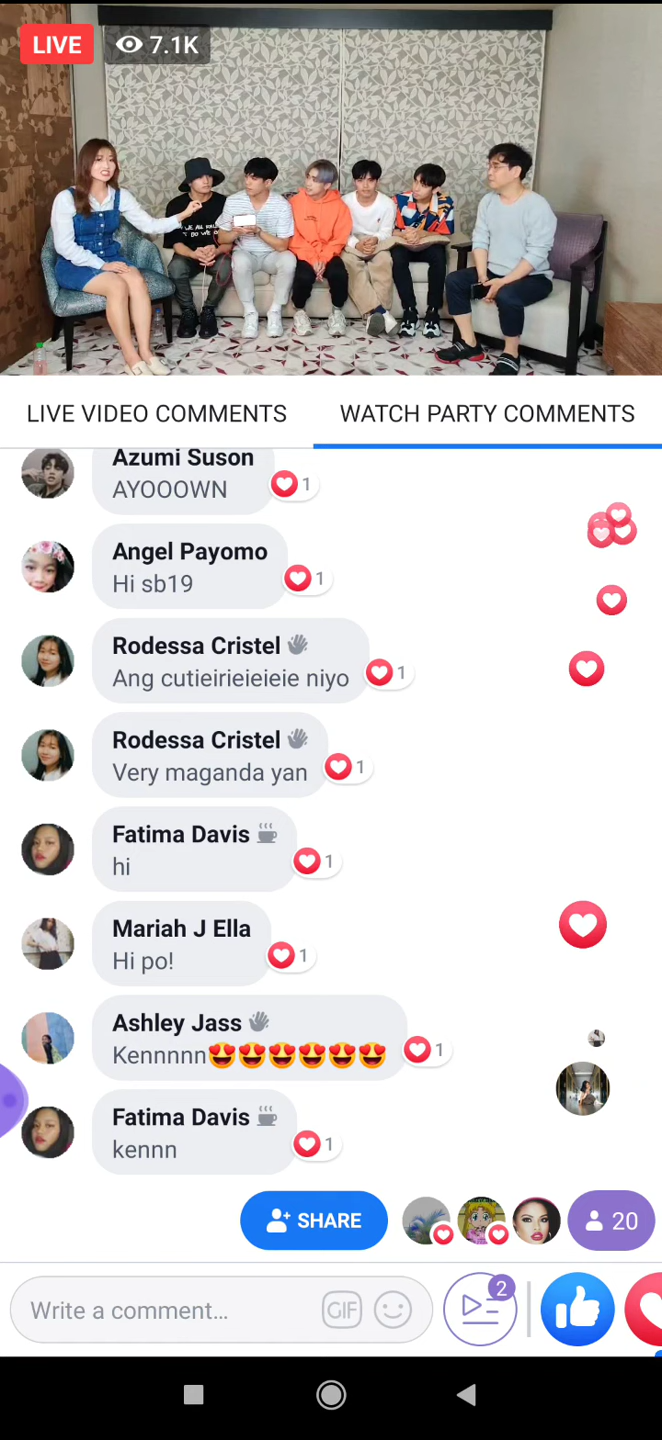 LIVE
7.1K
LIVE VIDEO COMMENTS
WATCH PARTY COMMENTS
Azumi Suson
AYOOOWN
1
Angel Payomo
Hi sb19
1
Rodessa Cristel
Ang cutieirieieieie niyo
1
Rodessa Cristel
Very maganda yan
1
Fatima Davis
hi
1
Mariah J Ella
Hi po!
1
Ashley Jass
Kennnnn😍😍😍😍😍😍
1
Fatima Davis
kennn
1
SHARE
20
Write a comment...
GIF
2